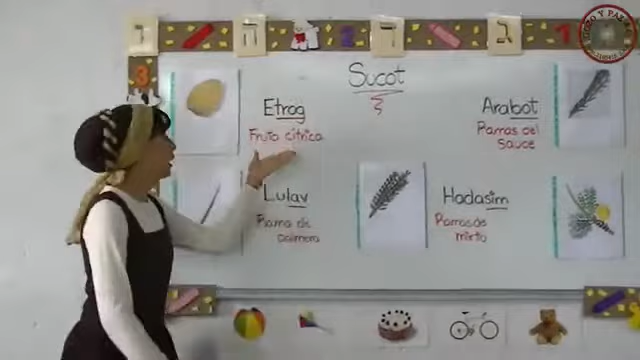 Sucot
Etrog
Fruto cítrico
Arabot
Ramas del
sauce
Lulav
Rama de
palmera
Hadasim
Ramas de
mirto